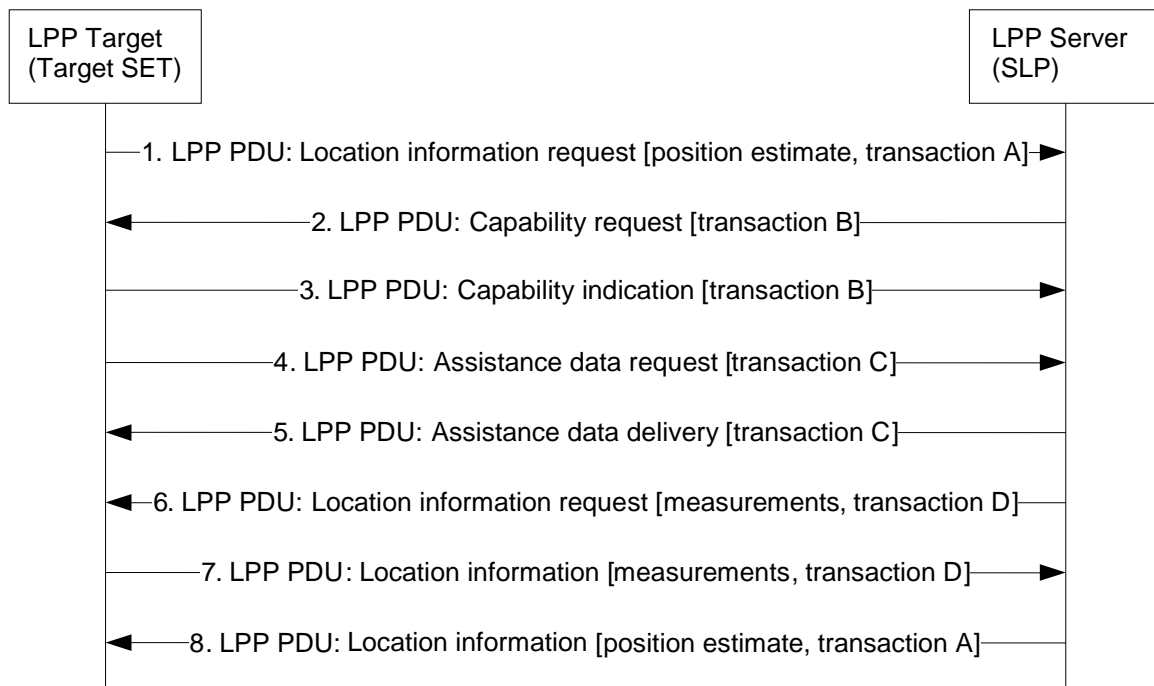 LPP Target
(Target SET)
LPP Server
(SLP)
1. LPP PDU: Location information request [position estimate, transaction A]
2. LPP PDU: Capability request [transaction B]
3. LPP PDU: Capability indication [transaction B]
4. LPP PDU: Assistance data request [transaction C]
5. LPP PDU: Assistance data delivery [transaction C]
6. LPP PDU: Location information request [measurements, transaction D]
7. LPP PDU: Location information [measurements, transaction D]
8. LPP PDU: Location information [position estimate, transaction A]